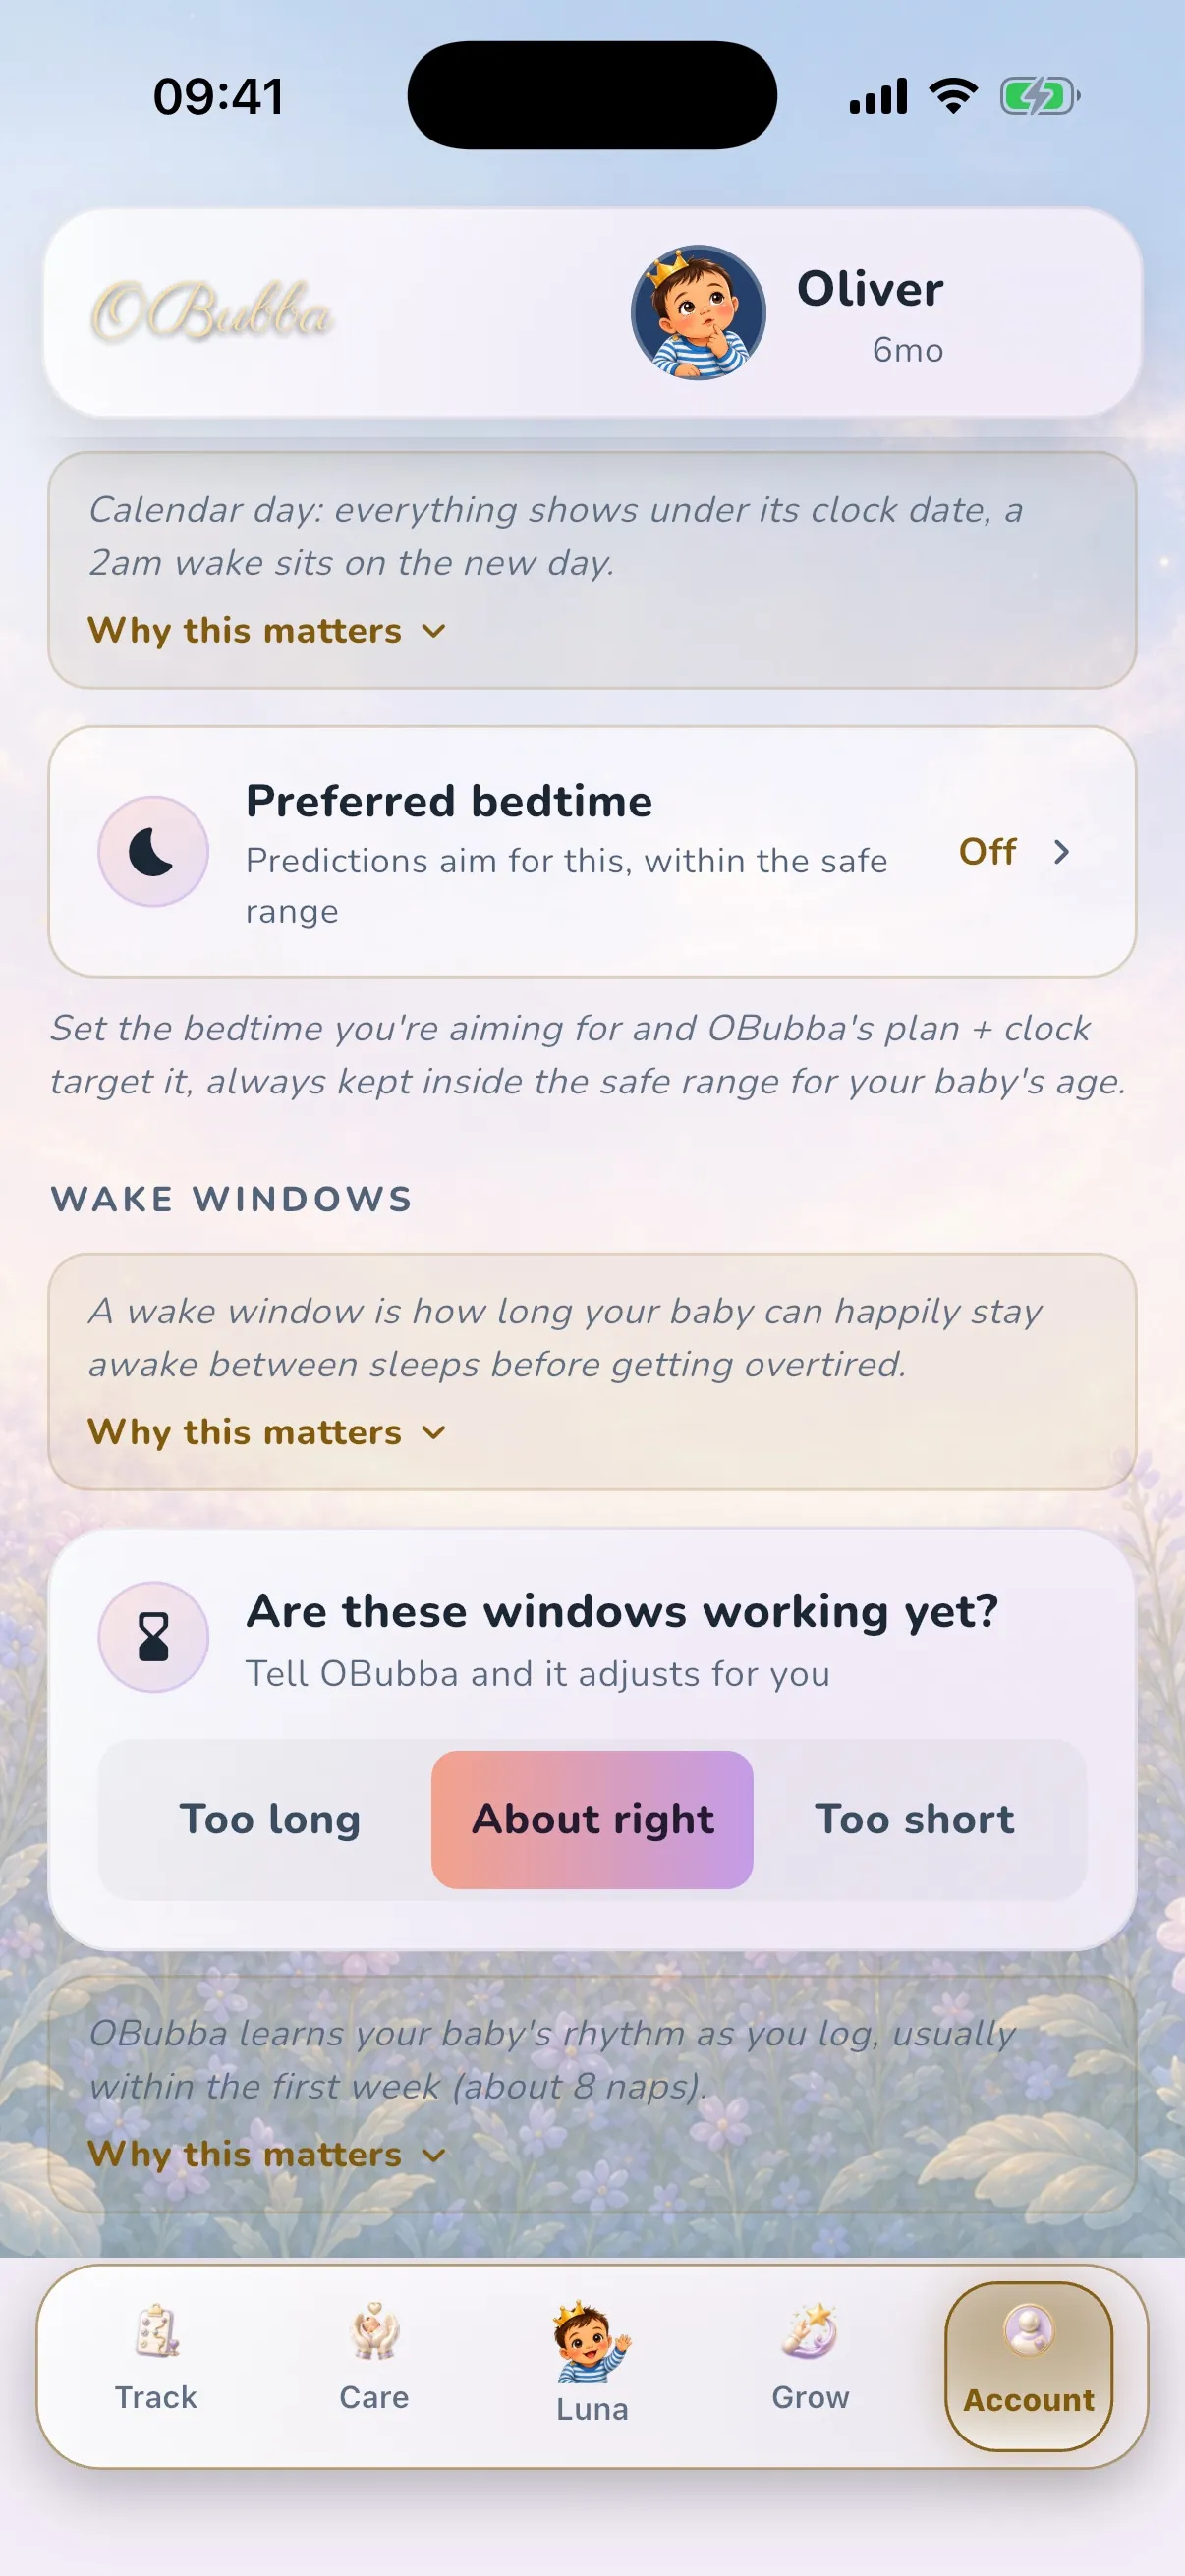 09:41
OBubba
Oliver
6mo
Calendar day: everything shows under its clock date, a
2am wake sits on the new day.
Why this matters
Preferred bedtime
Predictions aim for this, within the safe
range
Off
Set the bedtime you're aiming for and OBubba's plan + clock
target it, always kept inside the safe range for your baby's age.
WAKE WINDOWS
A wake window is how long your baby can happily stay
awake between sleeps before getting overtired.
Why this matters
Are these windows working yet?
Tell OBubba and it adjusts for you
Too long
About right
Too short
OBubba learns your baby's rhythm as you log, usually
within the first week (about 8 naps).
Why this matters
Track
Care
Luna
Grow
Account